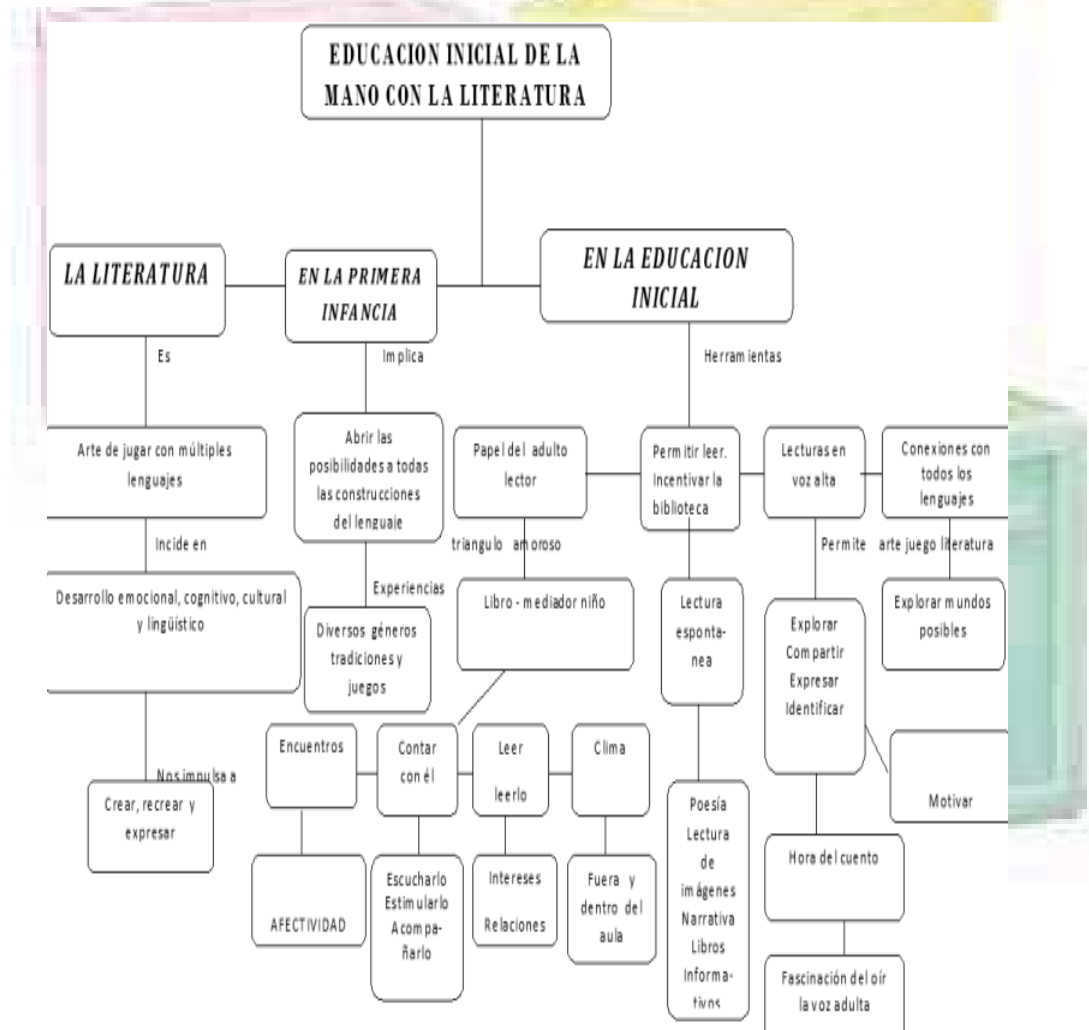 EDUCACION INICIAL DE LA
MANO CON LA LITERATURA
LA LITERATURA
EN LA PRIMERA
INFANCIA
EN LA EDUCACION
INICIAL
Es
Implica
Herramientas
Arte de jugar con múltiples
lenguajes
Abrir las
posibilidades a todas
las construcciones
del lenguaje
Papel del adulto
lector
Permitir leer.
Incentivar la
biblioteca
Lecturas en
voz alta
Conexiones con
todos los
lenguajes
Incide en
triangulo amoroso
Permite
arte juego literatura
Desarrollo emocional, cognitivo, cultural
y lingüístico
Experiencias
Diversos géneros
tradiciones y
juegos
Libro - mediador niño
Lectura
esponta-
nea
Explorar
Compartir
Expresar
Identificar
Explorar mundos
posibles
Nos impulsa a
Crear, recrear y
expresar
Encuentros
Contar
con él
Leer
leerlo
Clima
Motivar
AFECTIVIDAD
Escucharlo
Estimularlo
Acompa-
ñarlo
Intereses
Relaciones
Fuera y
dentro del
aula
Poesía
Lectura
de
imágenes
Narrativa
Libros
Informa-
tivos
Hora del cuento
Fascinación del oír
la voz adulta